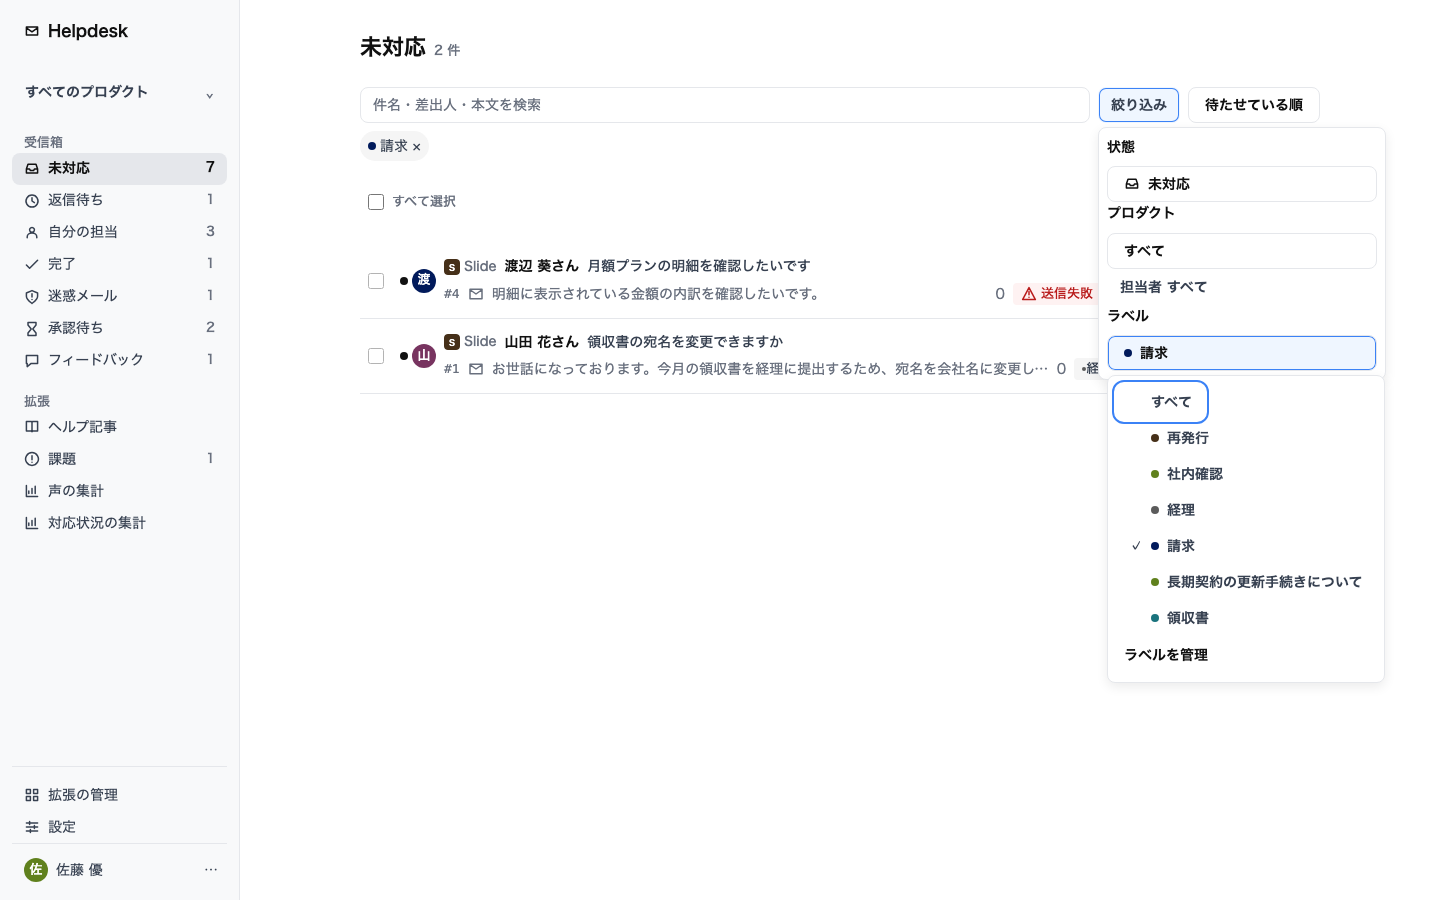 Helpdesk
すべてのプロダクト
受信箱
未対応 7
返信待ち 1
自分の担当 3
完了 1
迷惑メール 1
承認待ち 2
フィードバック 1
拡張
ヘルプ記事
課題 1
声の集計
対応状況の集計
拡張の管理
設定
佐 佐藤 優 …
未対応 2 件
件名・差出人・本文を検索 絞り込み 待たせている順
請求 ×
すべて選択
渡 S Slide 渡辺 葵さん 月額プランの明細を確認したいです
#4 明細に表示されている金額の内訳を確認したいです。 0 送信失敗
山 S Slide 山田 花さん 領収書の宛名を変更できますか
#1 お世話になっております。今月の領収書を経理に提出するため、宛名を会社名に変更し… 0 経
状態
未対応
プロダクト
すべて
担当者 すべて
ラベル
請求
すべて
再発行
社内確認
経理
✓ 請求
長期契約の更新手続きについて
領収書
ラベルを管理